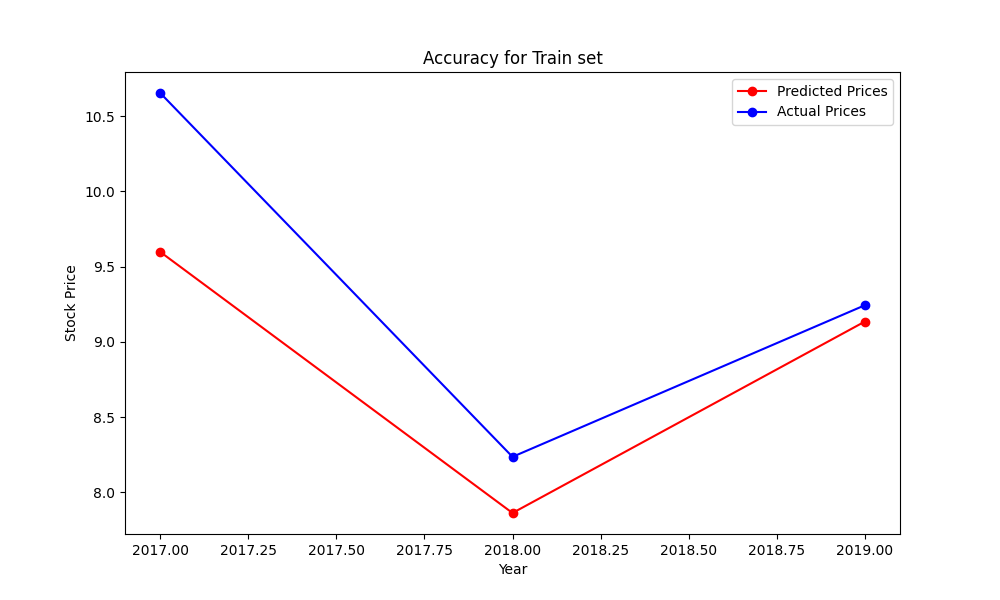 Accuracy for Train set
Predicted Prices
Actual Prices
Stock Price
10.5
10.0
9.5
9.0
8.5
8.0
2017.00 2017.25 2017.50 2017.75 2018.00 2018.25 2018.50 2018.75 2019.00
Year